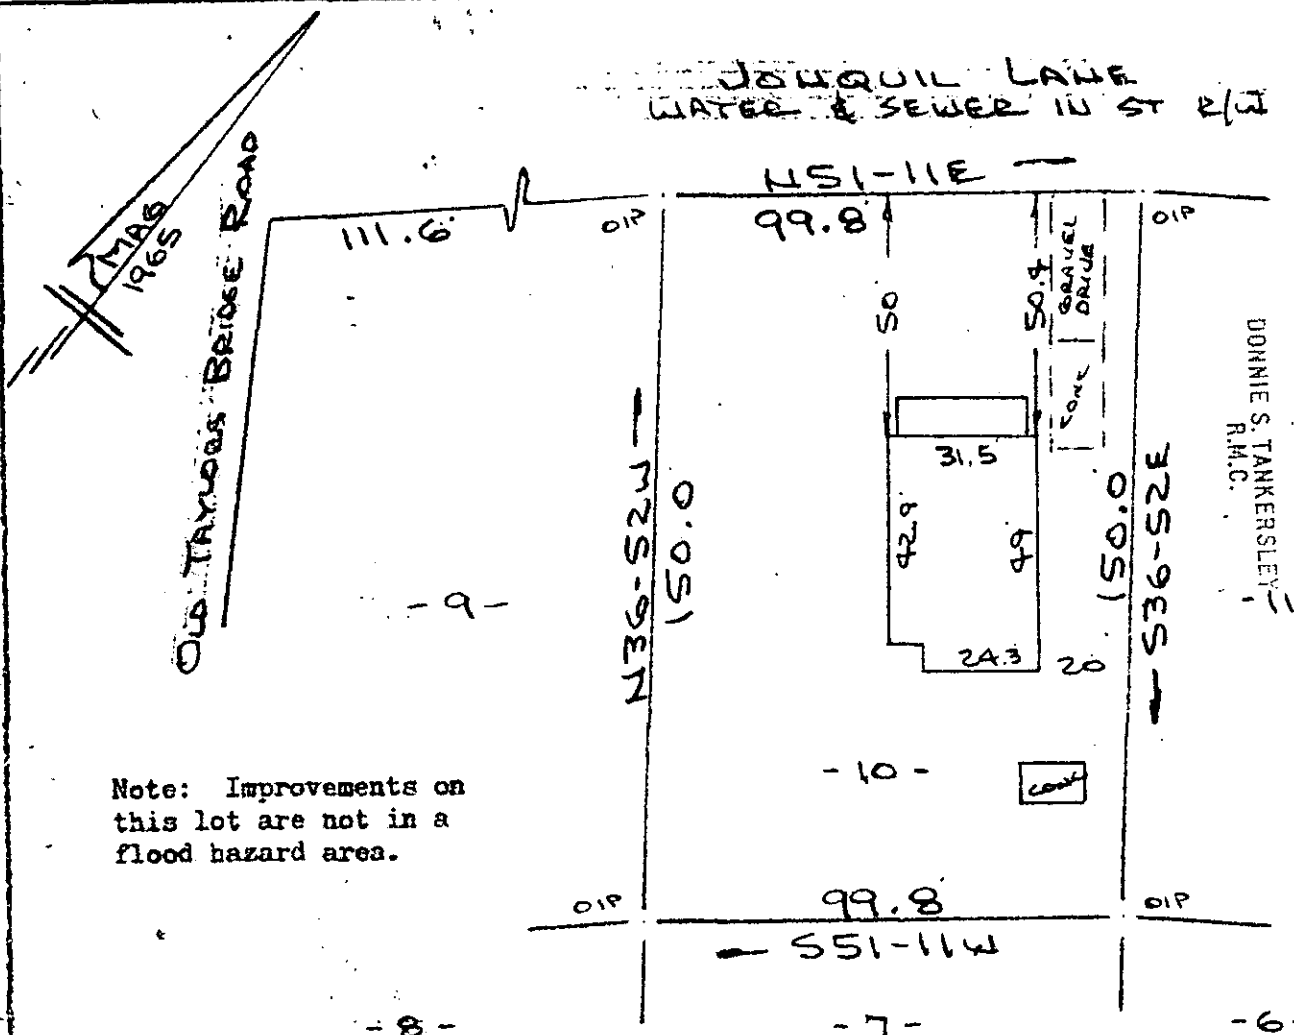 JONQUIL LANE
WATER & SEWER IN ST R/W
N51-11E
MAG
1965
OLD TAYLORS BRIDGE ROAD
111.6
OIP
99.8
OIP
50
50.4
GRAVEL
DRIVE
CONC
DONNIE S. TANKERSLEY
R.M.C.
31.5
42.9
49
N36-52W
150.0
150.0
S36-52E
-9-
-11
24.3
20
-10-
CONC
Note: Improvements on
this lot are not in a
flood hazard area.
OIP
99.8
OIP
S51-11W
-8-
-7-
-6-